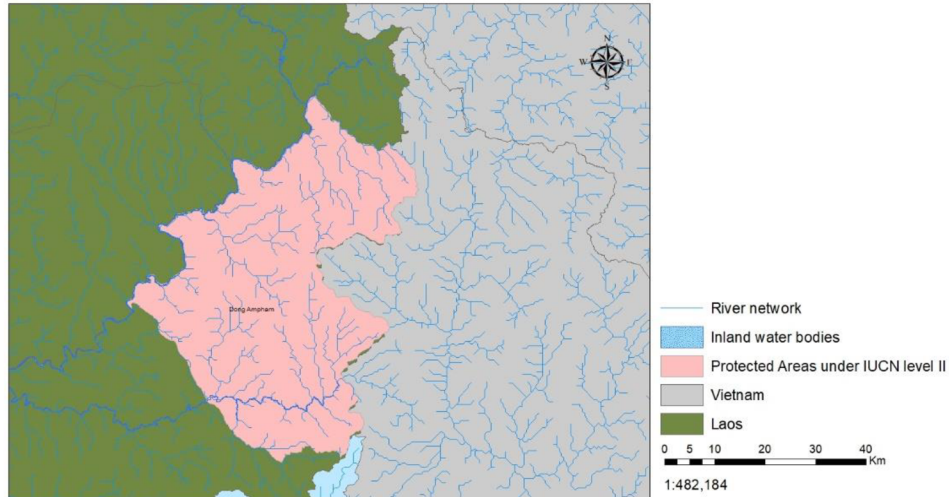 N
W E
S
Dong Ampham
River network
Inland water bodies
Protected Areas under IUCN level II
Vietnam
Laos
0 5 10 20 30 40
Km
1:482,184